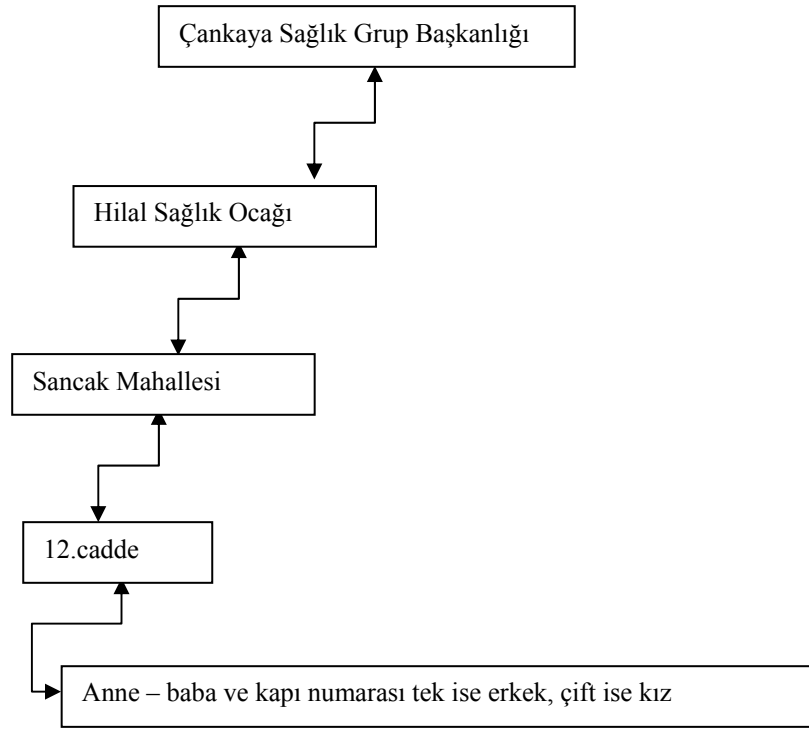 Çankaya Sağlık Grup Başkanlığı
Hilal Sağlık Ocağı
Sancak Mahallesi
12.cadde
Anne – baba ve kapı numarası tek ise erkek, çift ise kız